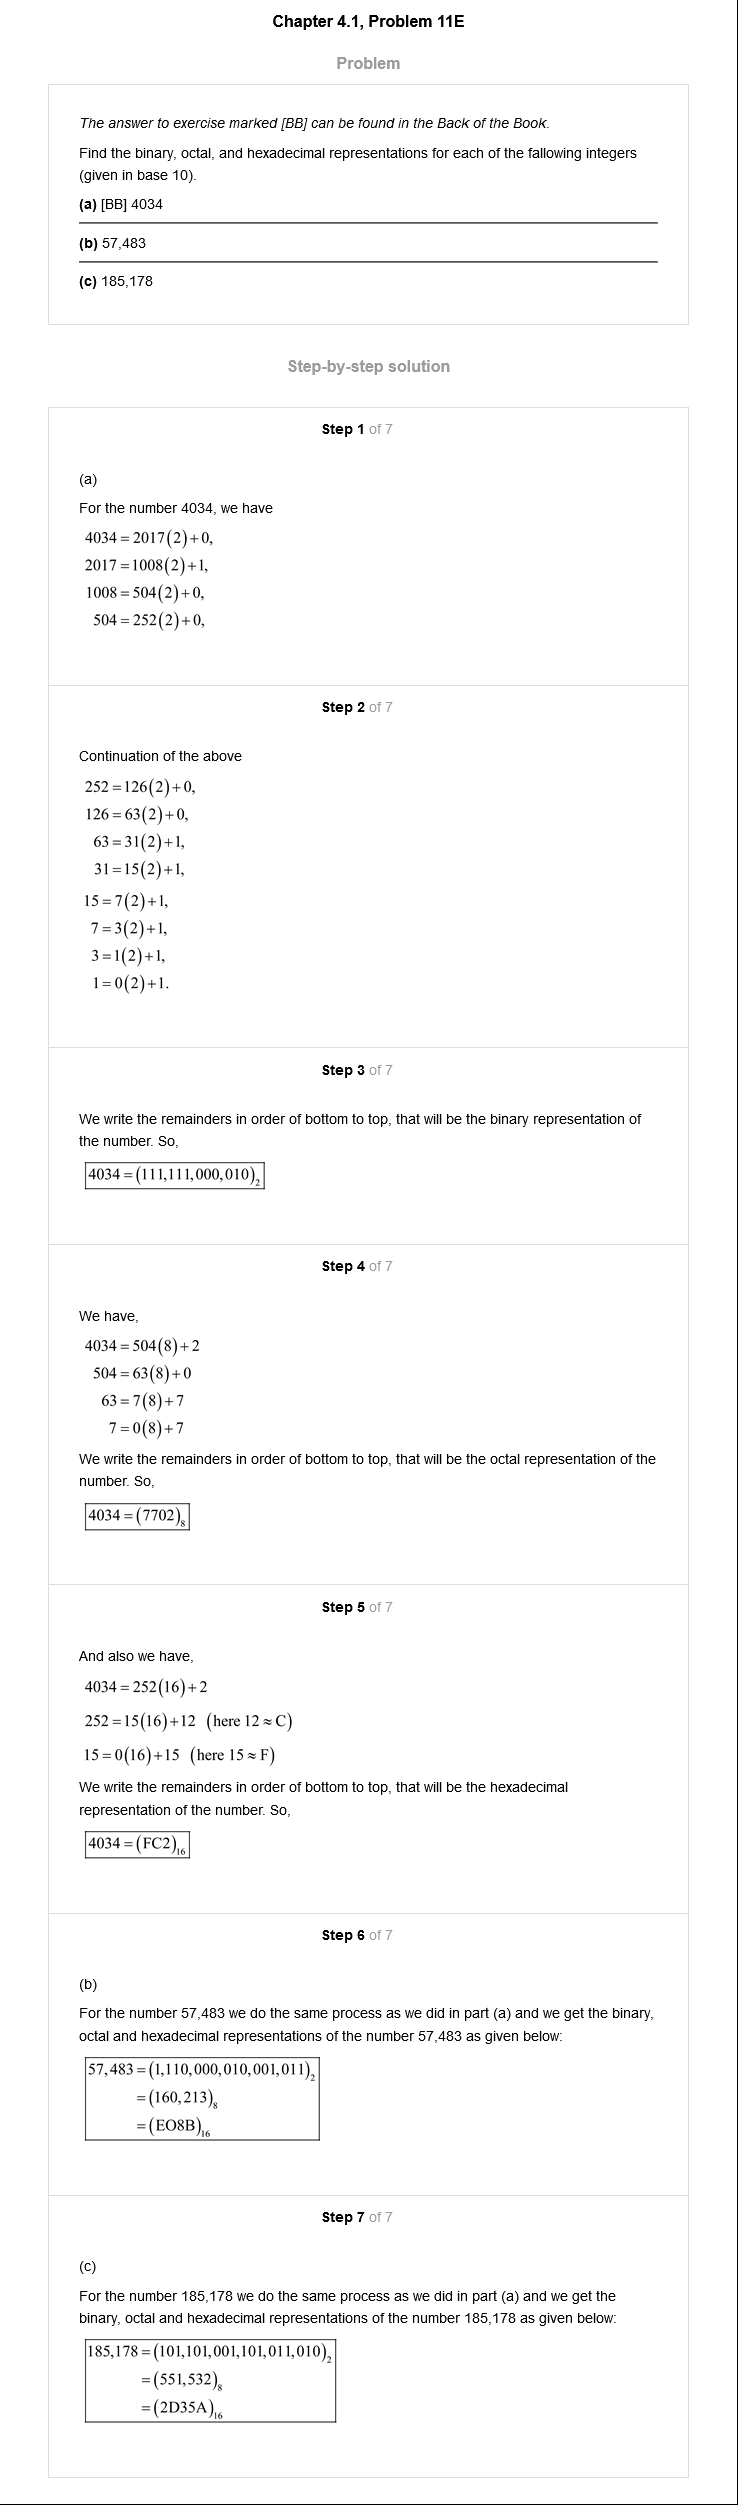 Chapter 4.1, Problem 11E
Problem
The answer to exercise marked [BB] can be found in the Back of the Book.
Find the binary, octal, and hexadecimal representations for each of the fallowing integers
(given in base 10).
(a) [BB] 4034
(b) 57,483
(c) 185,178
Step-by-step solution
Step 1 of 7
(a)
For the number 4034, we have
4034 = 2017(2)+0,
2017 = 1008(2)+1,
1008 = 504(2)+0,
504 = 252(2)+0,
Step 2 of 7
Continuation of the above
252 = 126(2)+0,
126 = 63(2)+0,
63 = 31(2)+1,
31 = 15(2)+1,
15 = 7(2)+1,
7 = 3(2)+1,
3 = 1(2)+1,
1 = 0(2)+1.
Step 3 of 7
We write the remainders in order of bottom to top, that will be the binary representation of
the number. So,
4034 = (111,111,000,010)₂
Step 4 of 7
We have,
4034 = 504(8)+2
504 = 63(8)+0
63 = 7(8)+7
7 = 0(8)+7
We write the remainders in order of bottom to top, that will be the octal representation of the
number. So,
4034 = (7702)₈
Step 5 of 7
And also we have,
4034 = 252(16)+2
252 = 15(16)+12 (here 12 ≈ C)
15 = 0(16)+15 (here 15 ≈ F)
We write the remainders in order of bottom to top, that will be the hexadecimal
representation of the number. So,
4034 = (FC2)₁₆
Step 6 of 7
(b)
For the number 57,483 we do the same process as we did in part (a) and we get the binary,
octal and hexadecimal representations of the number 57,483 as given below:
57,483 = (1,110,000,010,001,011)₂
= (160,213)₈
= (EO8B)₁₆
Step 7 of 7
(c)
For the number 185,178 we do the same process as we did in part (a) and we get the
binary, octal and hexadecimal representations of the number 185,178 as given below:
185,178 = (101,101,001,101,011,010)₂
= (551,532)₈
= (2D35A)₁₆